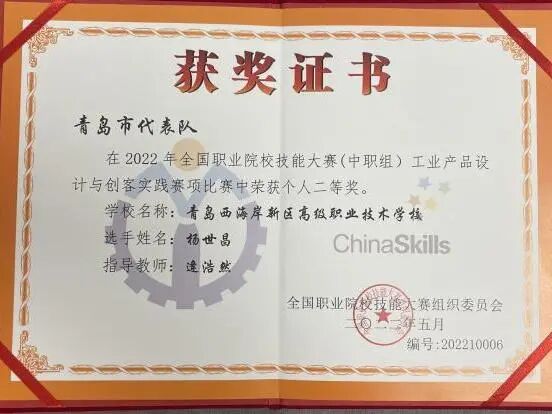 获奖证书
青岛市代表队
在2022年全国职业院校技能大赛(中职组)工业产品设
计与创客实践赛项比赛中荣获个人二等奖。
学校名称:青岛西海岸新区高级职业技术学校
选手姓名:杨世昌
指导教师:逄浩然
ChinaSkills
全国职业院校技能大赛组织委员会
二〇二三年五月
编号:202210006